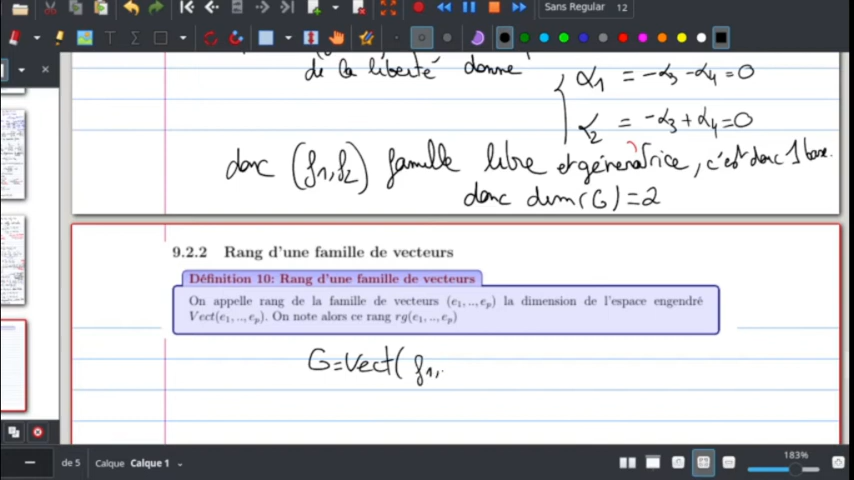 Sans Regular 12
de la liberté donne
α1 = -α3 - α4 = 0
α2 = -α3 + α4 = 0
donc (f1, f2) famille libre et génératrice, c'est donc 1 base.
donc dim(G) = 2
9.2.2 Rang d'une famille de vecteurs
Définition 10: Rang d'une famille de vecteurs
On appelle rang de la famille de vecteurs (e1,..,ep) la dimension de l'espace engendré
Vect(e1,..,ep). On note alors ce rang rg(e1,..,ep)
G=Vect( f1,
de 5 Calque Calque 1 183%